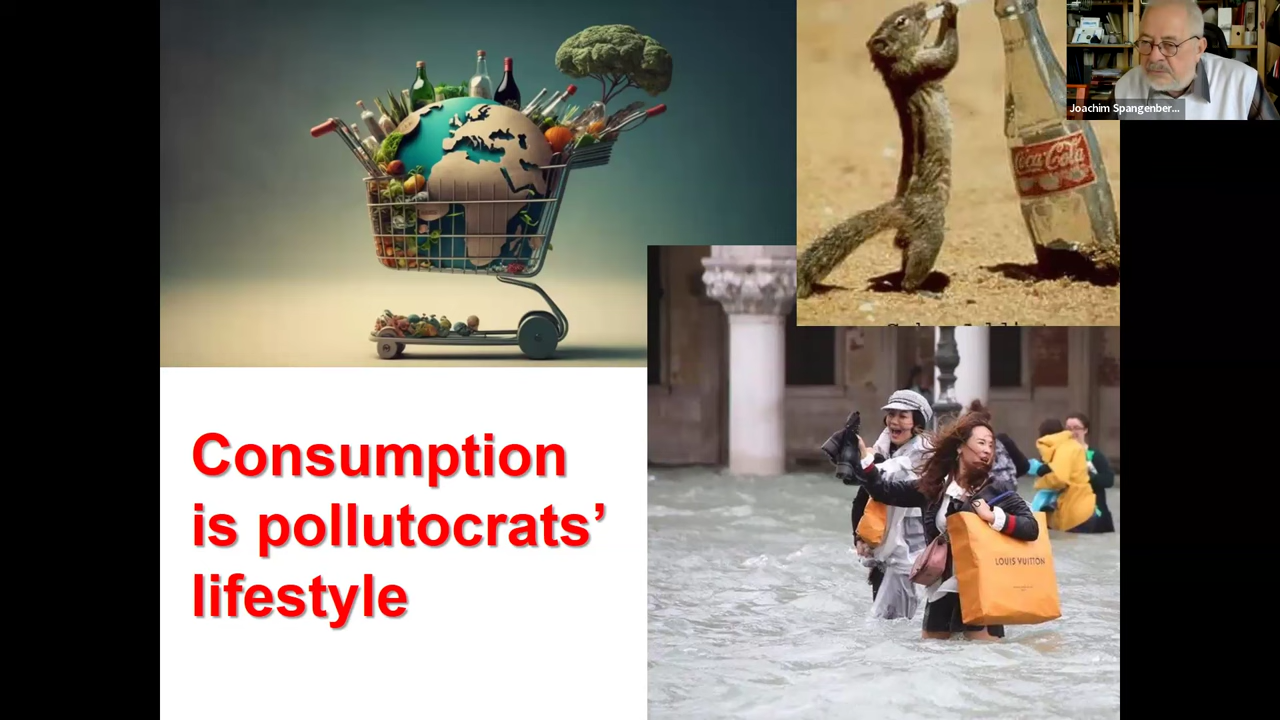 Joachim Spangenber...
Coca-Cola
LOUIS VUITTON
Consumption
is pollutocrats’
lifestyle